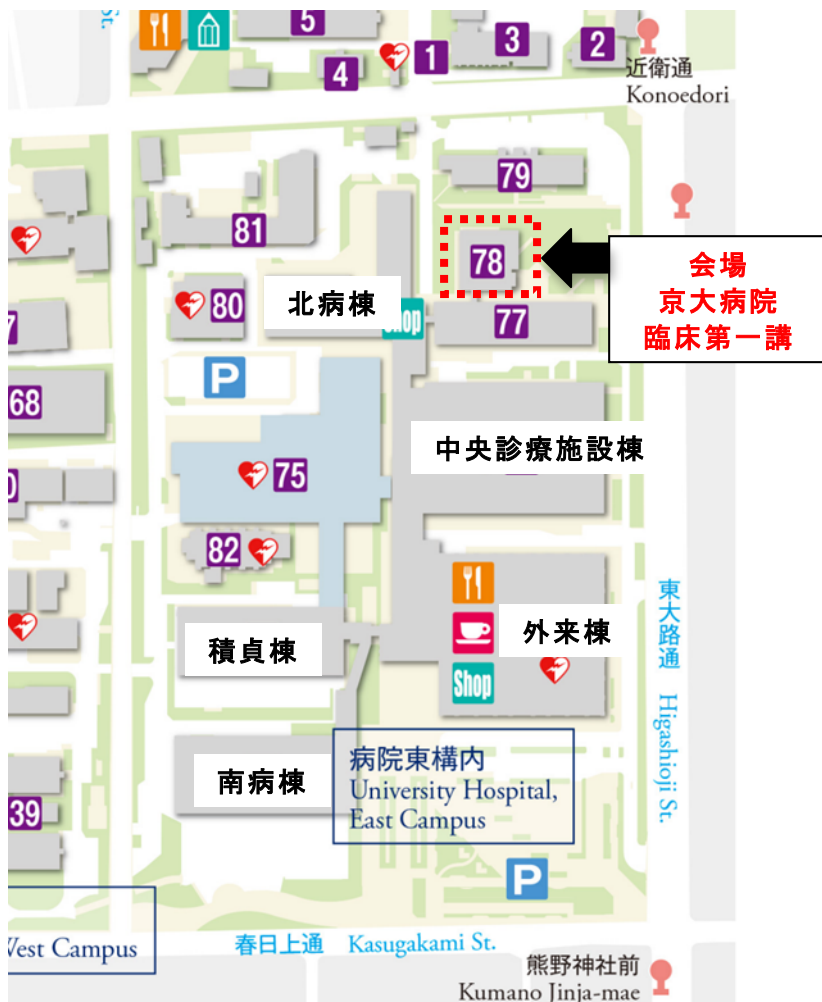 St.
5
3
2
1
4
近衛通
Konoedori
79
81
78
会場
京大病院
臨床第一講
80
北病棟
Shop
77
7
P
68
中央診療施設棟
75
0
82
東大路通 Higashioji St.
外来棟
積貞棟
Shop
病院東構内
University Hospital,
East Campus
南病棟
39
P
West Campus
春日上通 Kasugakami St.
熊野神社前
Kumano Jinja-mae